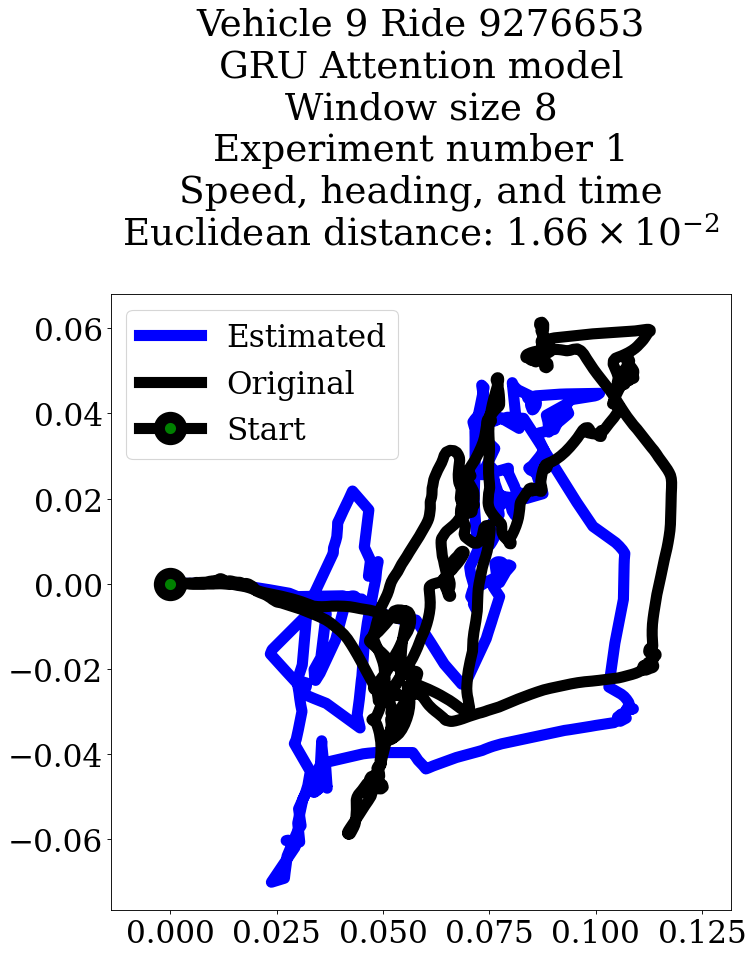 Vehicle 9 Ride 9276653
GRU Attention model
Window size 8
Experiment number 1
Speed, heading, and time
Euclidean distance: 1.66 × 10⁻²
Estimated
Original
Start
0.06
0.04
0.02
0.00
−0.02
−0.04
−0.06
0.000 0.025 0.050 0.075 0.100 0.125